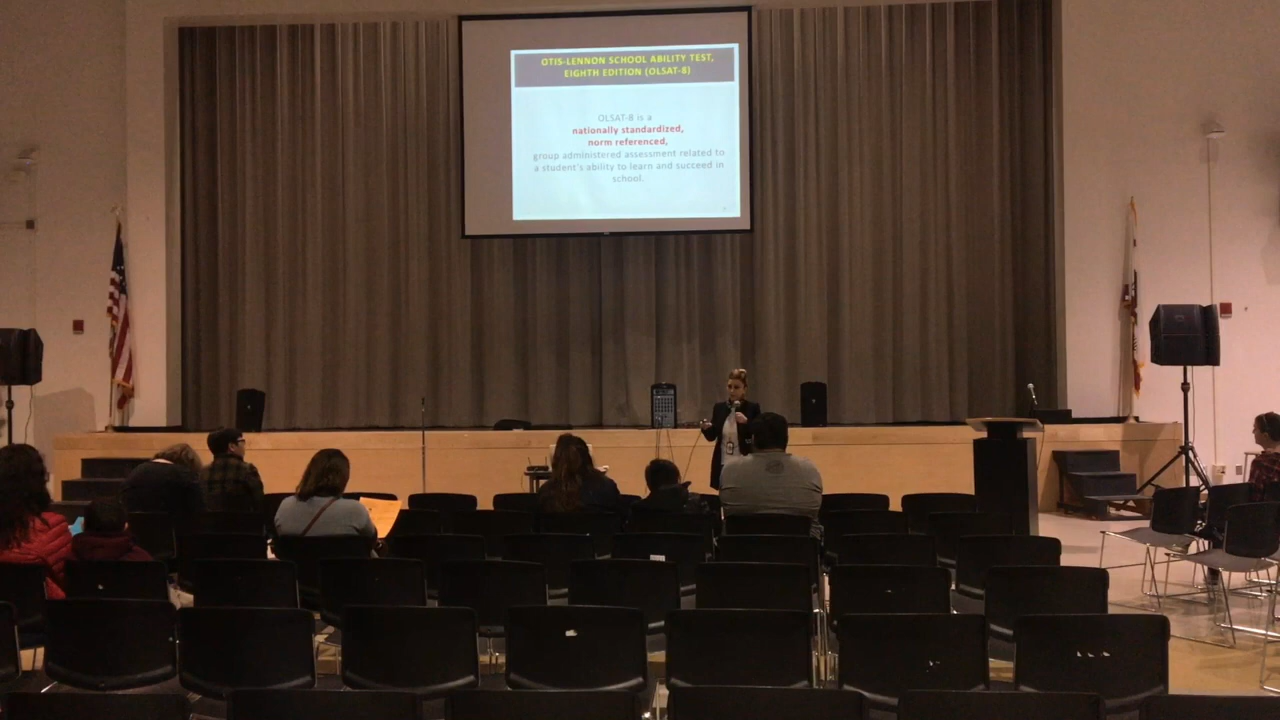 OTIS-LENNON SCHOOL ABILITY TEST,
EIGHTH EDITION (OLSAT-8)
OLSAT-8 is a
nationally standardized,
norm referenced,
group administered assessment related to
a student's ability to learn and succeed in
school.